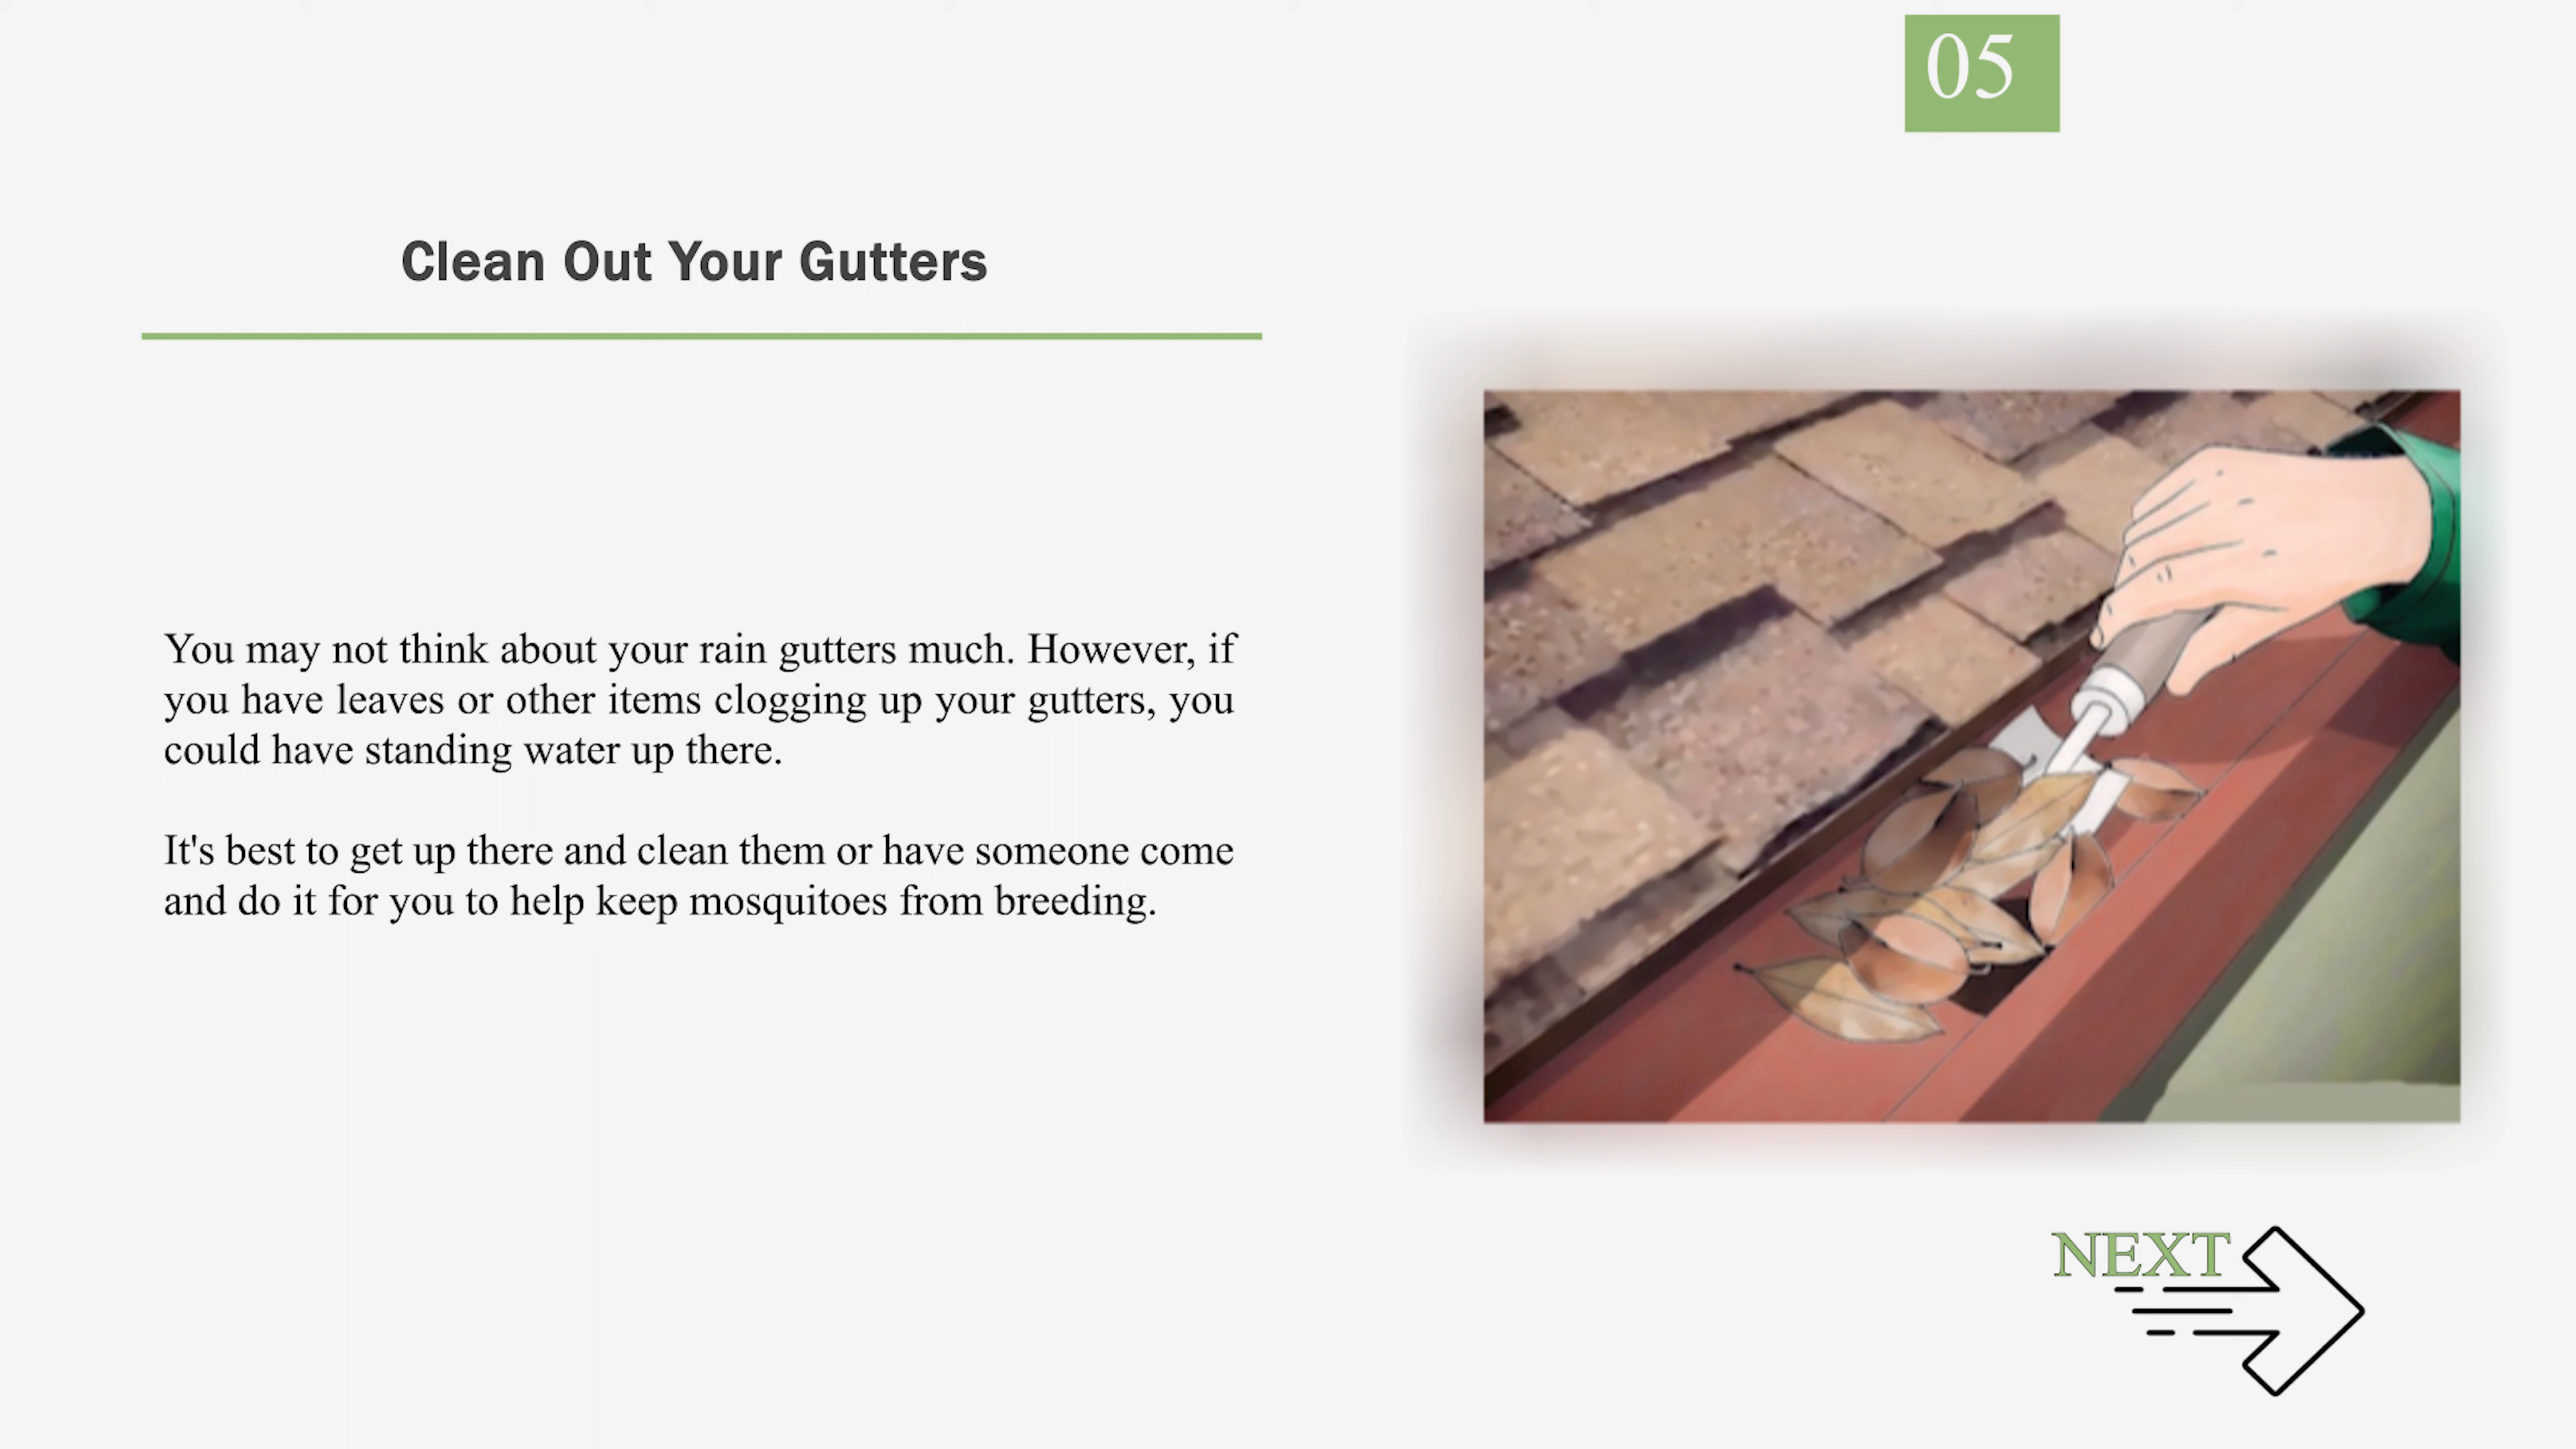 05
Clean Out Your Gutters
You may not think about your rain gutters much. However, if
you have leaves or other items clogging up your gutters, you
could have standing water up there.
It's best to get up there and clean them or have someone come
and do it for you to help keep mosquitoes from breeding.
NEXT